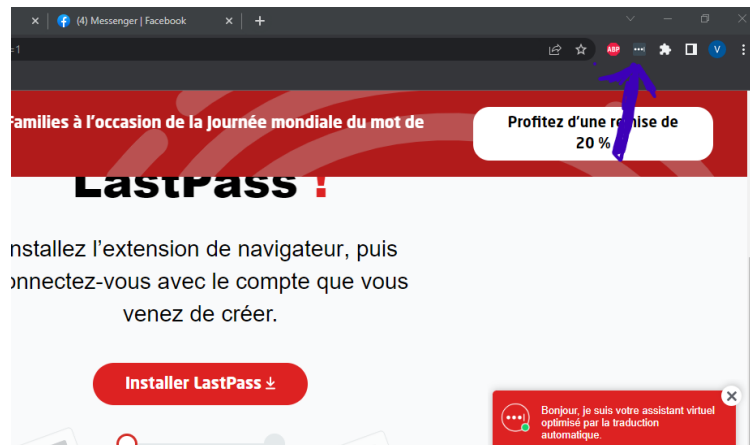 (4) Messenger | Facebook
=1
ABP
V
Families à l'occasion de la Journée mondiale du mot de
Profitez d'une remise de
20 %
LastPass !
nstallez l'extension de navigateur, puis
onnectez-vous avec le compte que vous
venez de créer.
Installer LastPass
Bonjour, je suis votre assistant virtuel
optimisé par la traduction
automatique.